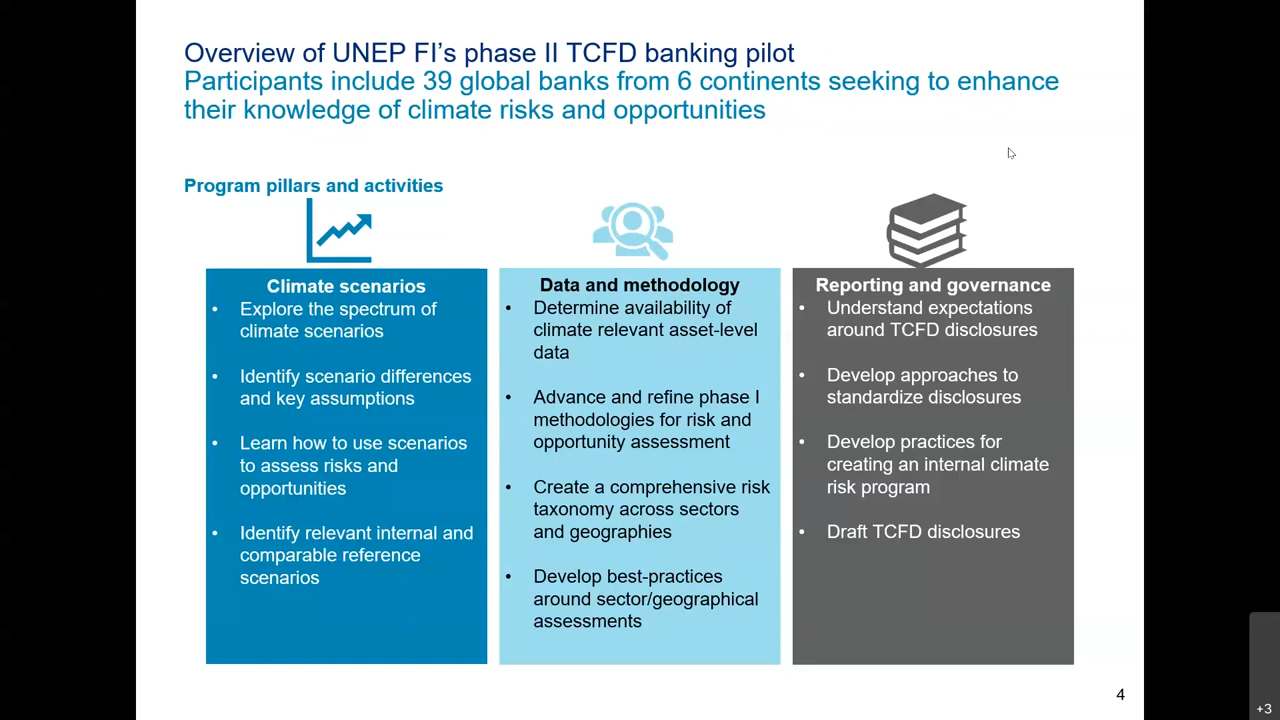 Overview of UNEP FI’s phase II TCFD banking pilot
Participants include 39 global banks from 6 continents seeking to enhance
their knowledge of climate risks and opportunities
Program pillars and activities
Climate scenarios
• Explore the spectrum of
climate scenarios
• Identify scenario differences
and key assumptions
• Learn how to use scenarios
to assess risks and
opportunities
• Identify relevant internal and
comparable reference
scenarios
Data and methodology
• Determine availability of
climate relevant asset-level
data
• Advance and refine phase I
methodologies for risk and
opportunity assessment
• Create a comprehensive risk
taxonomy across sectors
and geographies
• Develop best-practices
around sector/geographical
assessments
Reporting and governance
• Understand expectations
around TCFD disclosures
• Develop approaches to
standardize disclosures
• Develop practices for
creating an internal climate
risk program
• Draft TCFD disclosures
4
+3